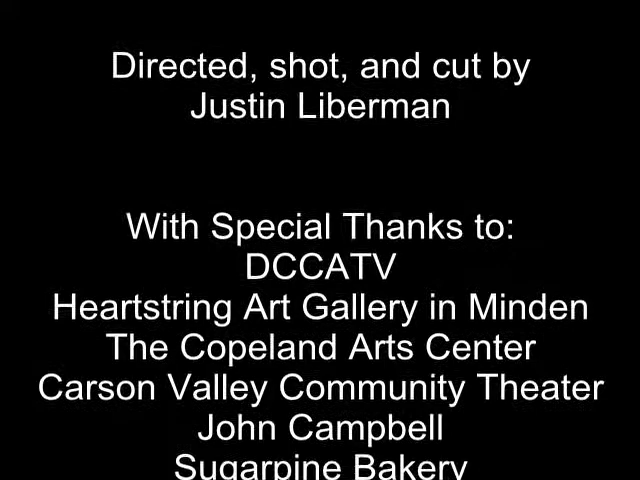 Directed, shot, and cut by
Justin Liberman
With Special Thanks to:
DCCATV
Heartstring Art Gallery in Minden
The Copeland Arts Center
Carson Valley Community Theater
John Campbell
Sugarpine Bakery